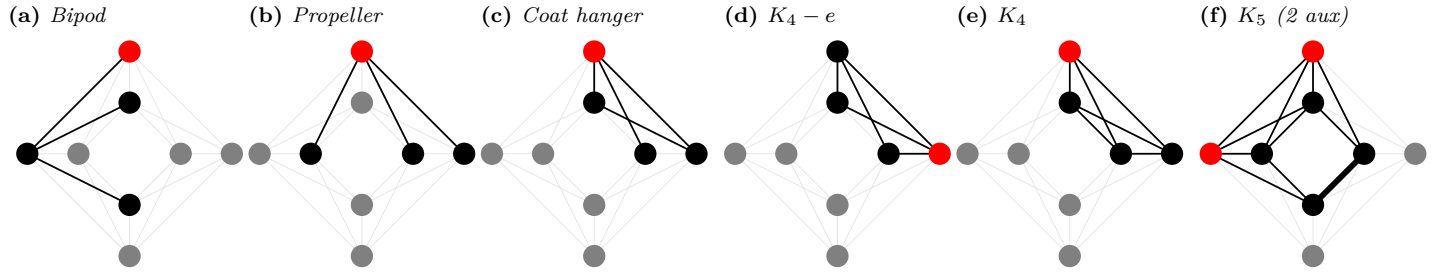 (a) Bipod (b) Propeller (c) Coat hanger (d) K₄ − e (e) K₄ (f) K₅ (2 aux)